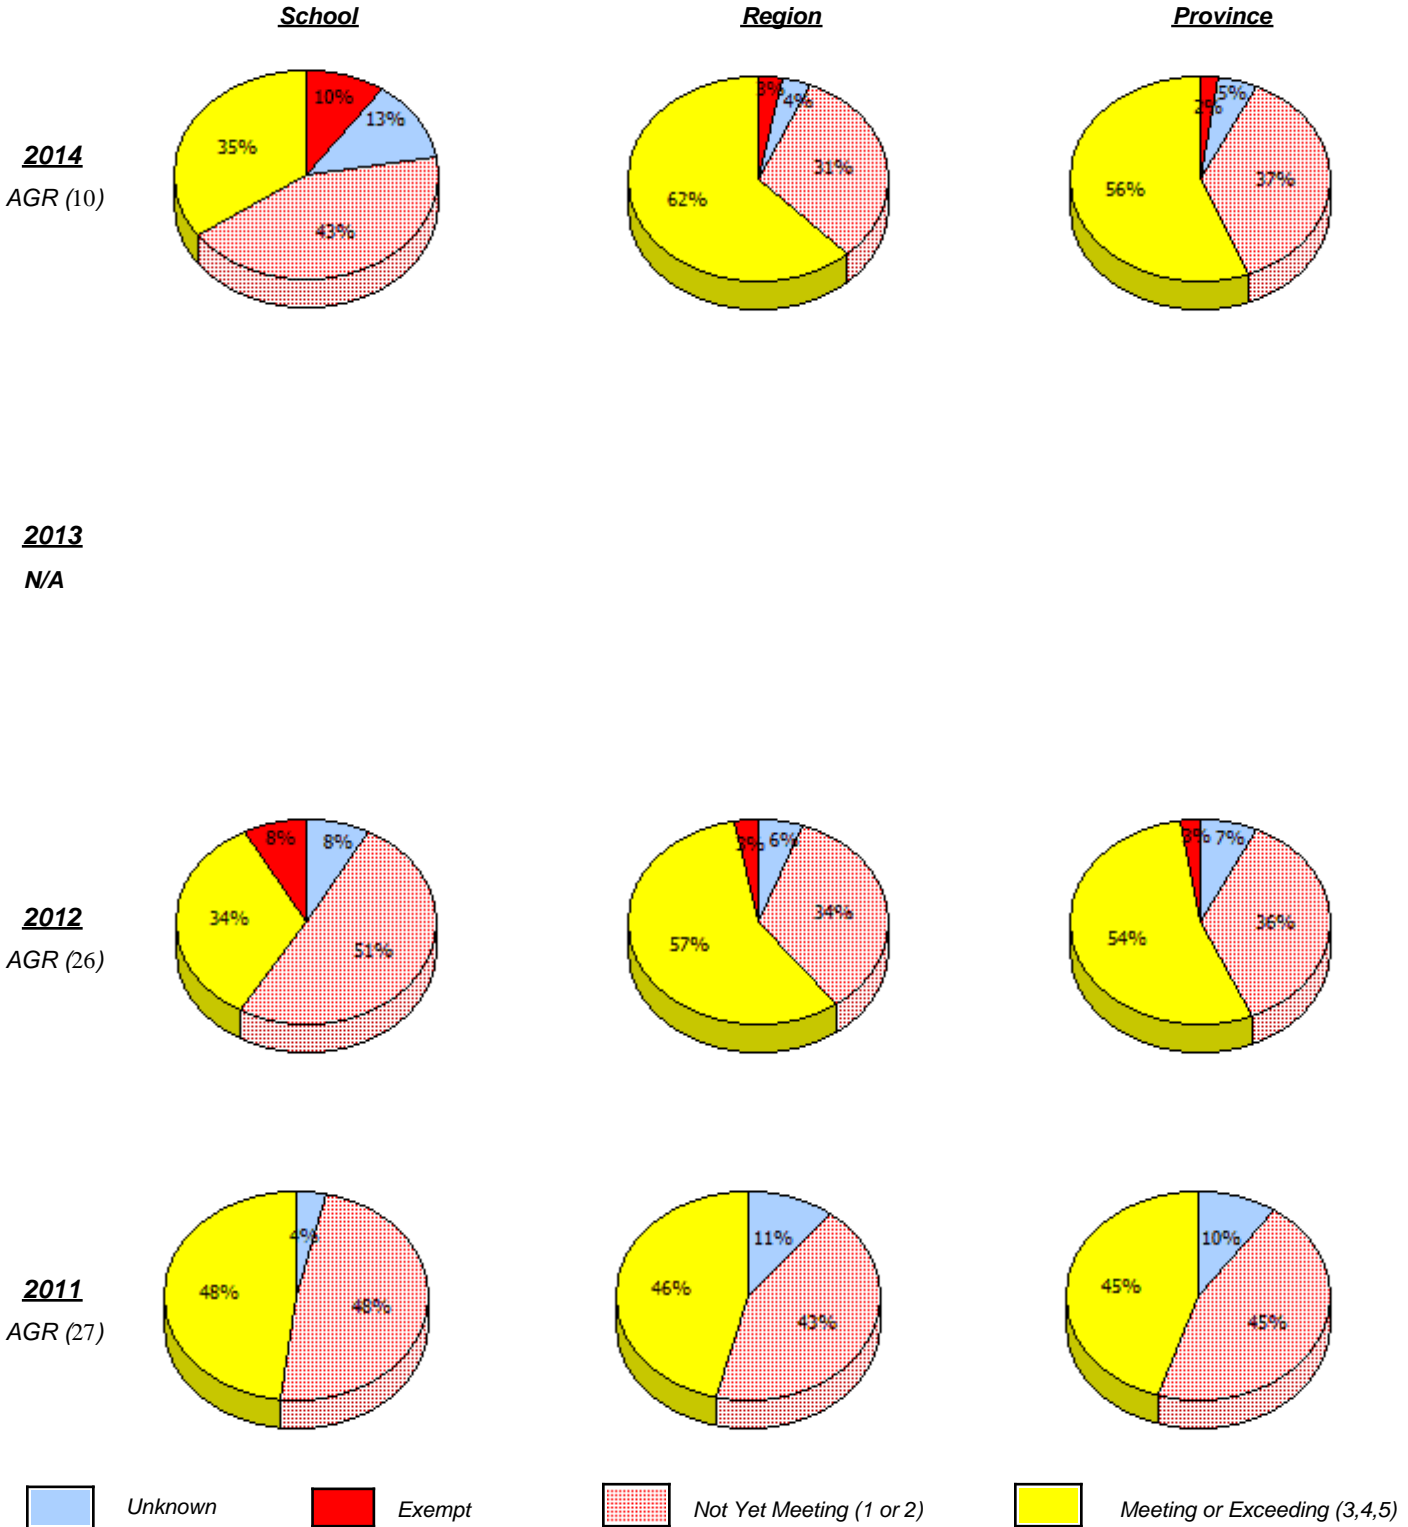 School Region Province
10% 13% 43% 35%
3% 4% 31% 62%
2% 5% 37% 56%
2014
AGR (10)
2013
N/A
8% 8% 51% 34%
3% 6% 34% 57%
3% 7% 36% 54%
2012
AGR (26)
4% 48% 48%
11% 43% 46%
10% 45% 45%
2011
AGR (27)
Unknown Exempt Not Yet Meeting (1 or 2) Meeting or Exceeding (3,4,5)